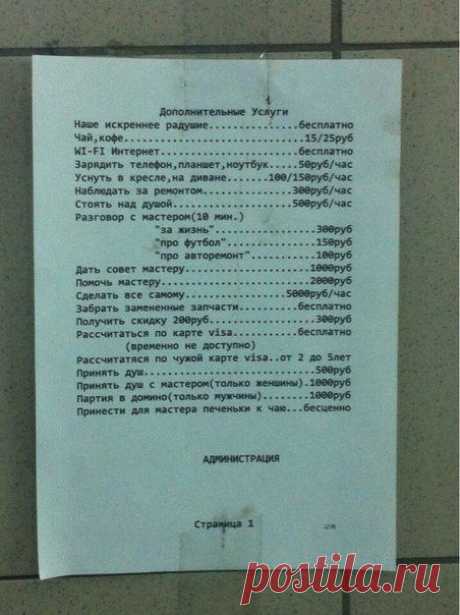 Дополнительные Услуги
Наше искреннее радушие..............бесплатно
Чай,кофе.............................15/25руб
WI-FI Интернет......................бесплатно
Зарядить телефон,планшет,ноутбук.....50руб/час
Уснуть в кресле,на диване.......100/150руб/час
Наблюдать за ремонтом...............300руб/час
Стоять над душой....................500руб/час
Разговор с мастером(10 мин.)
"за жизнь"................300руб
"про футбол"..............150руб
"про авторемонт"..........100руб
Дать совет мастеру....................1000руб
Помочь мастеру........................2000руб
Сделать все самому................5000руб/час
Забрать замененные запчасти.........бесплатно
Получить скидку 200руб.................300руб
Рассчитаться по карте visa..........бесплатно
(временно не доступно)
Рассчитатися по чужой карте visa..от 2 до 5лет
Принять душ............................500руб
Принять душ с мастером(только женщины).1000руб
Партия в домино(только мужчины)........1000руб
Принести для мастера печеньки к чаю...бесценно
АДМИНИСТРАЦИЯ
Страница 1
postila.ru